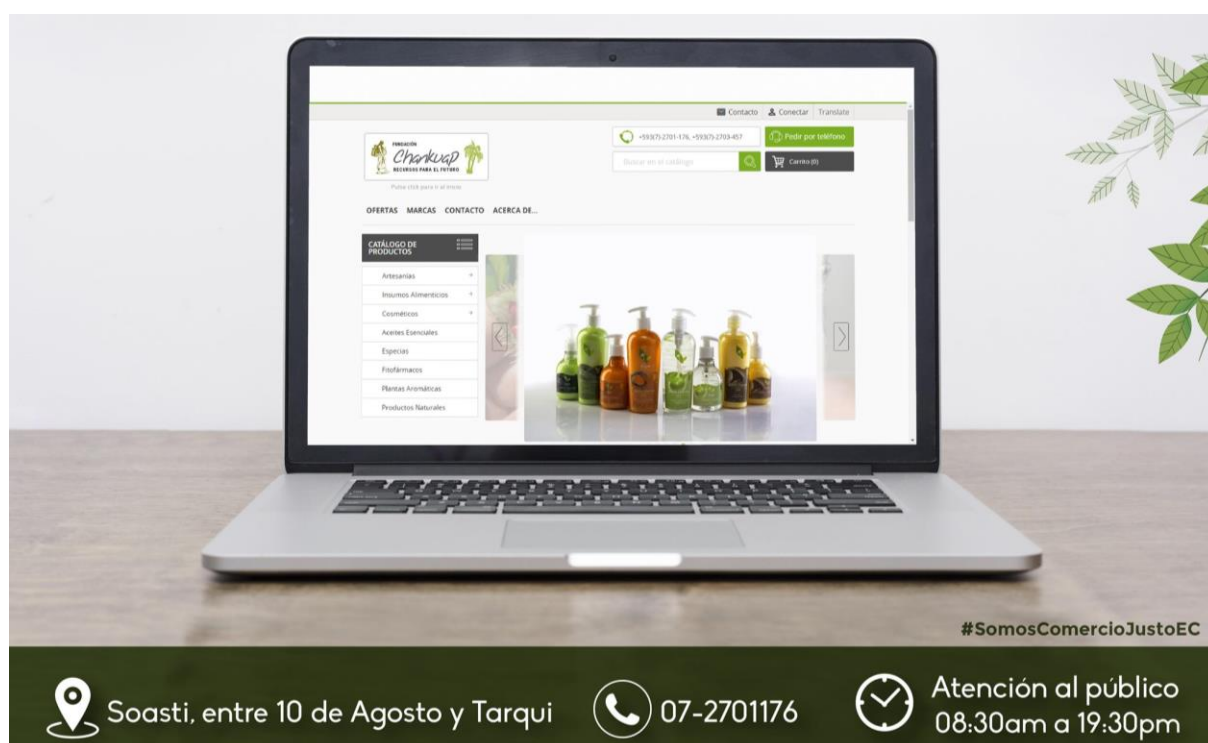 Contacto
Conectar
Translate
FUNDACIÓN
Chankuap
RECURSOS PARA EL FUTURO
Pulse click para ir al inicio
+593(7)-2701-176, +593(7)-2703-457
Pedir por teléfono
Buscar en el catálogo
Carrito (0)
OFERTAS MARCAS CONTACTO ACERCA DE...
CATÁLOGO DE
PRODUCTOS
Artesanías
Insumos Alimenticios
Cosméticos
Aceites Esenciales
Especias
Fitofármacos
Plantas Aromáticas
Productos Naturales
#SomosComercioJustoEC
Soasti, entre 10 de Agosto y Tarqui
07-2701176
Atención al público
08:30am a 19:30pm